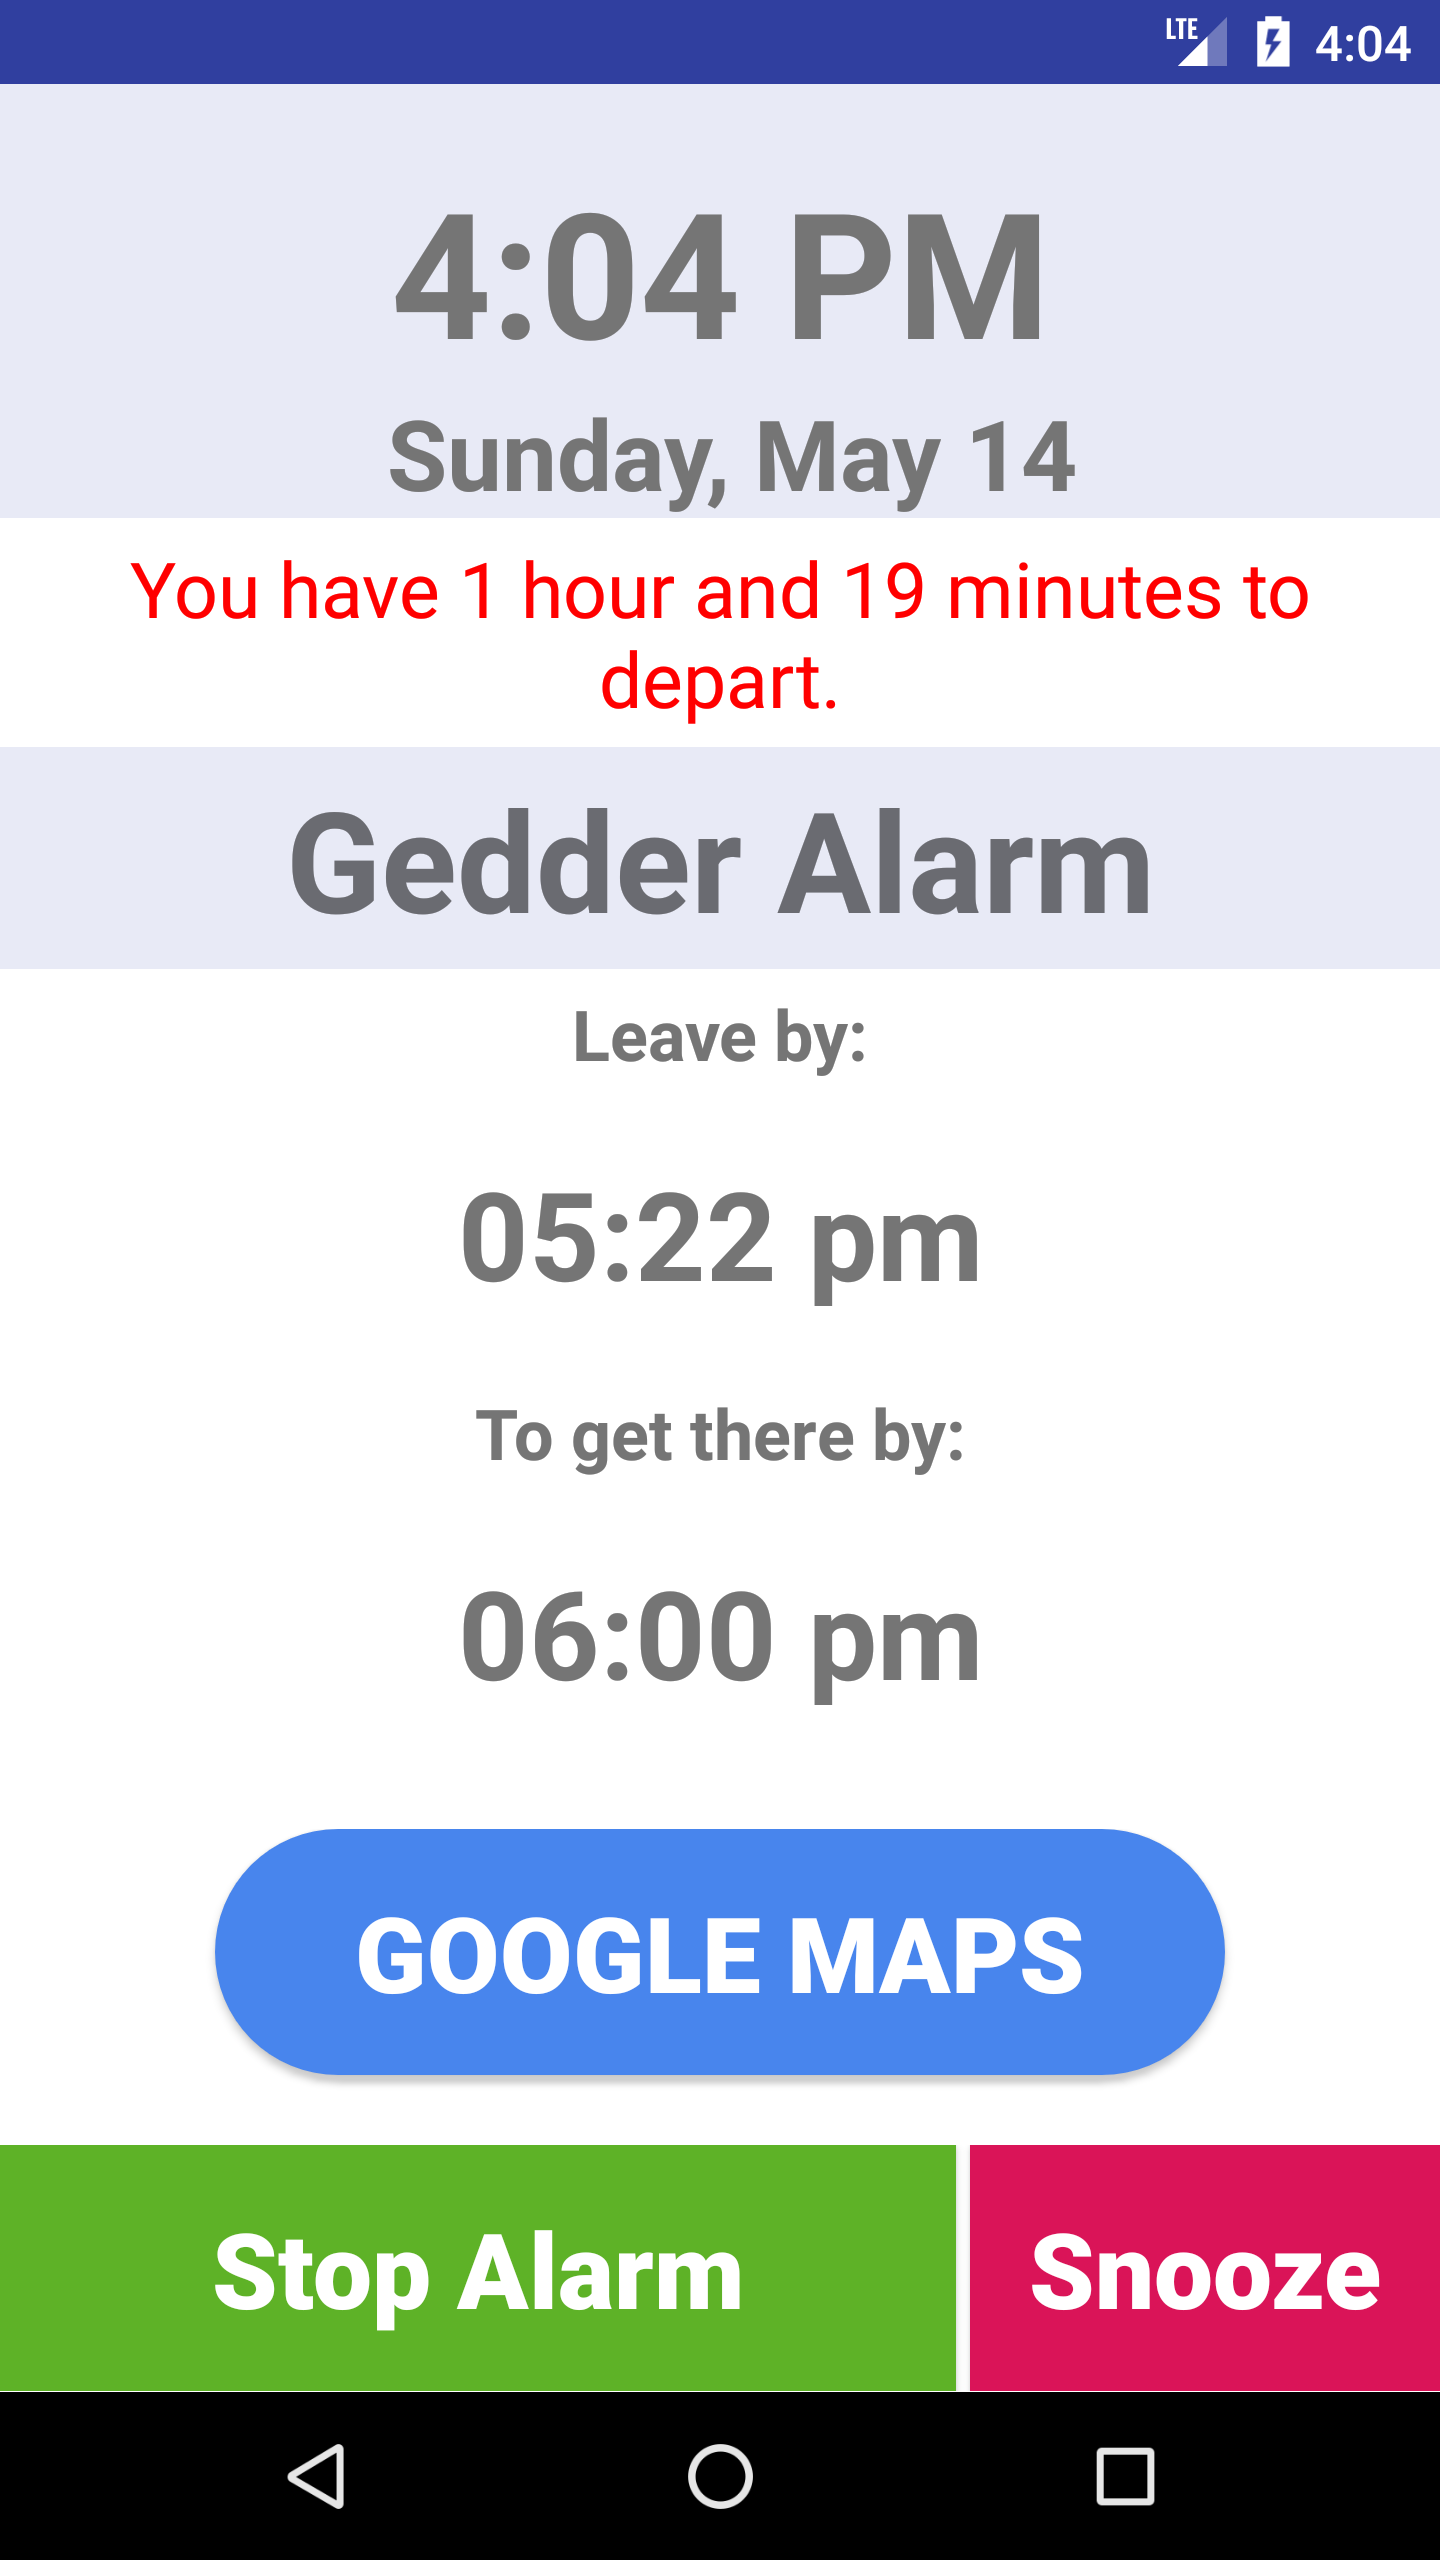 LTE 4:04
4:04 PM
Sunday, May 14
You have 1 hour and 19 minutes to
depart.
Gedder Alarm
Leave by:
05:22 pm
To get there by:
06:00 pm
GOOGLE MAPS
Stop Alarm Snooze